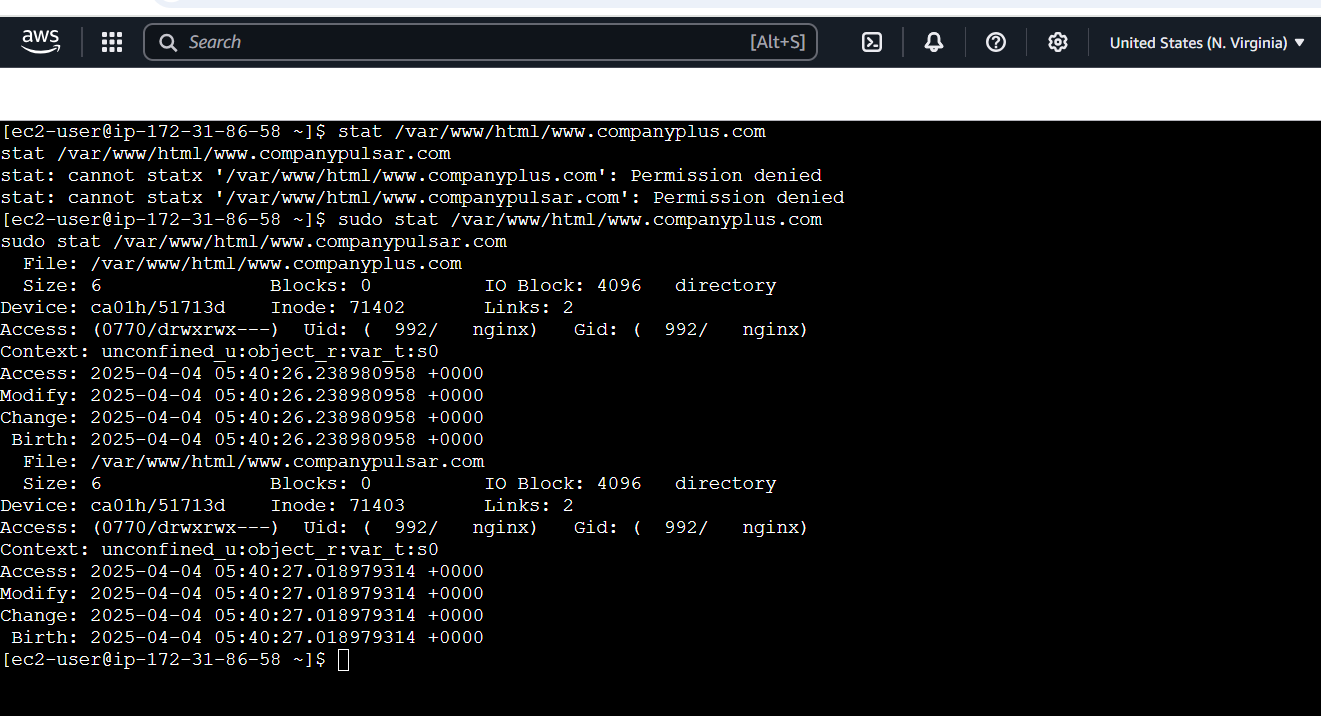 aws
Search [Alt+S]
United States (N. Virginia)
[ec2-user@ip-172-31-86-58 ~]$ stat /var/www/html/www.companyplus.com
stat /var/www/html/www.companypulsar.com
stat: cannot statx '/var/www/html/www.companyplus.com': Permission denied
stat: cannot statx '/var/www/html/www.companypulsar.com': Permission denied
[ec2-user@ip-172-31-86-58 ~]$ sudo stat /var/www/html/www.companyplus.com
sudo stat /var/www/html/www.companypulsar.com
  File: /var/www/html/www.companyplus.com
  Size: 6               Blocks: 0          IO Block: 4096   directory
Device: ca01h/51713d    Inode: 71402       Links: 2
Access: (0770/drwxrwx---)  Uid: (  992/   nginx)   Gid: (  992/   nginx)
Context: unconfined_u:object_r:var_t:s0
Access: 2025-04-04 05:40:26.238980958 +0000
Modify: 2025-04-04 05:40:26.238980958 +0000
Change: 2025-04-04 05:40:26.238980958 +0000
 Birth: 2025-04-04 05:40:26.238980958 +0000
  File: /var/www/html/www.companypulsar.com
  Size: 6               Blocks: 0          IO Block: 4096   directory
Device: ca01h/51713d    Inode: 71403       Links: 2
Access: (0770/drwxrwx---)  Uid: (  992/   nginx)   Gid: (  992/   nginx)
Context: unconfined_u:object_r:var_t:s0
Access: 2025-04-04 05:40:27.018979314 +0000
Modify: 2025-04-04 05:40:27.018979314 +0000
Change: 2025-04-04 05:40:27.018979314 +0000
 Birth: 2025-04-04 05:40:27.018979314 +0000
[ec2-user@ip-172-31-86-58 ~]$